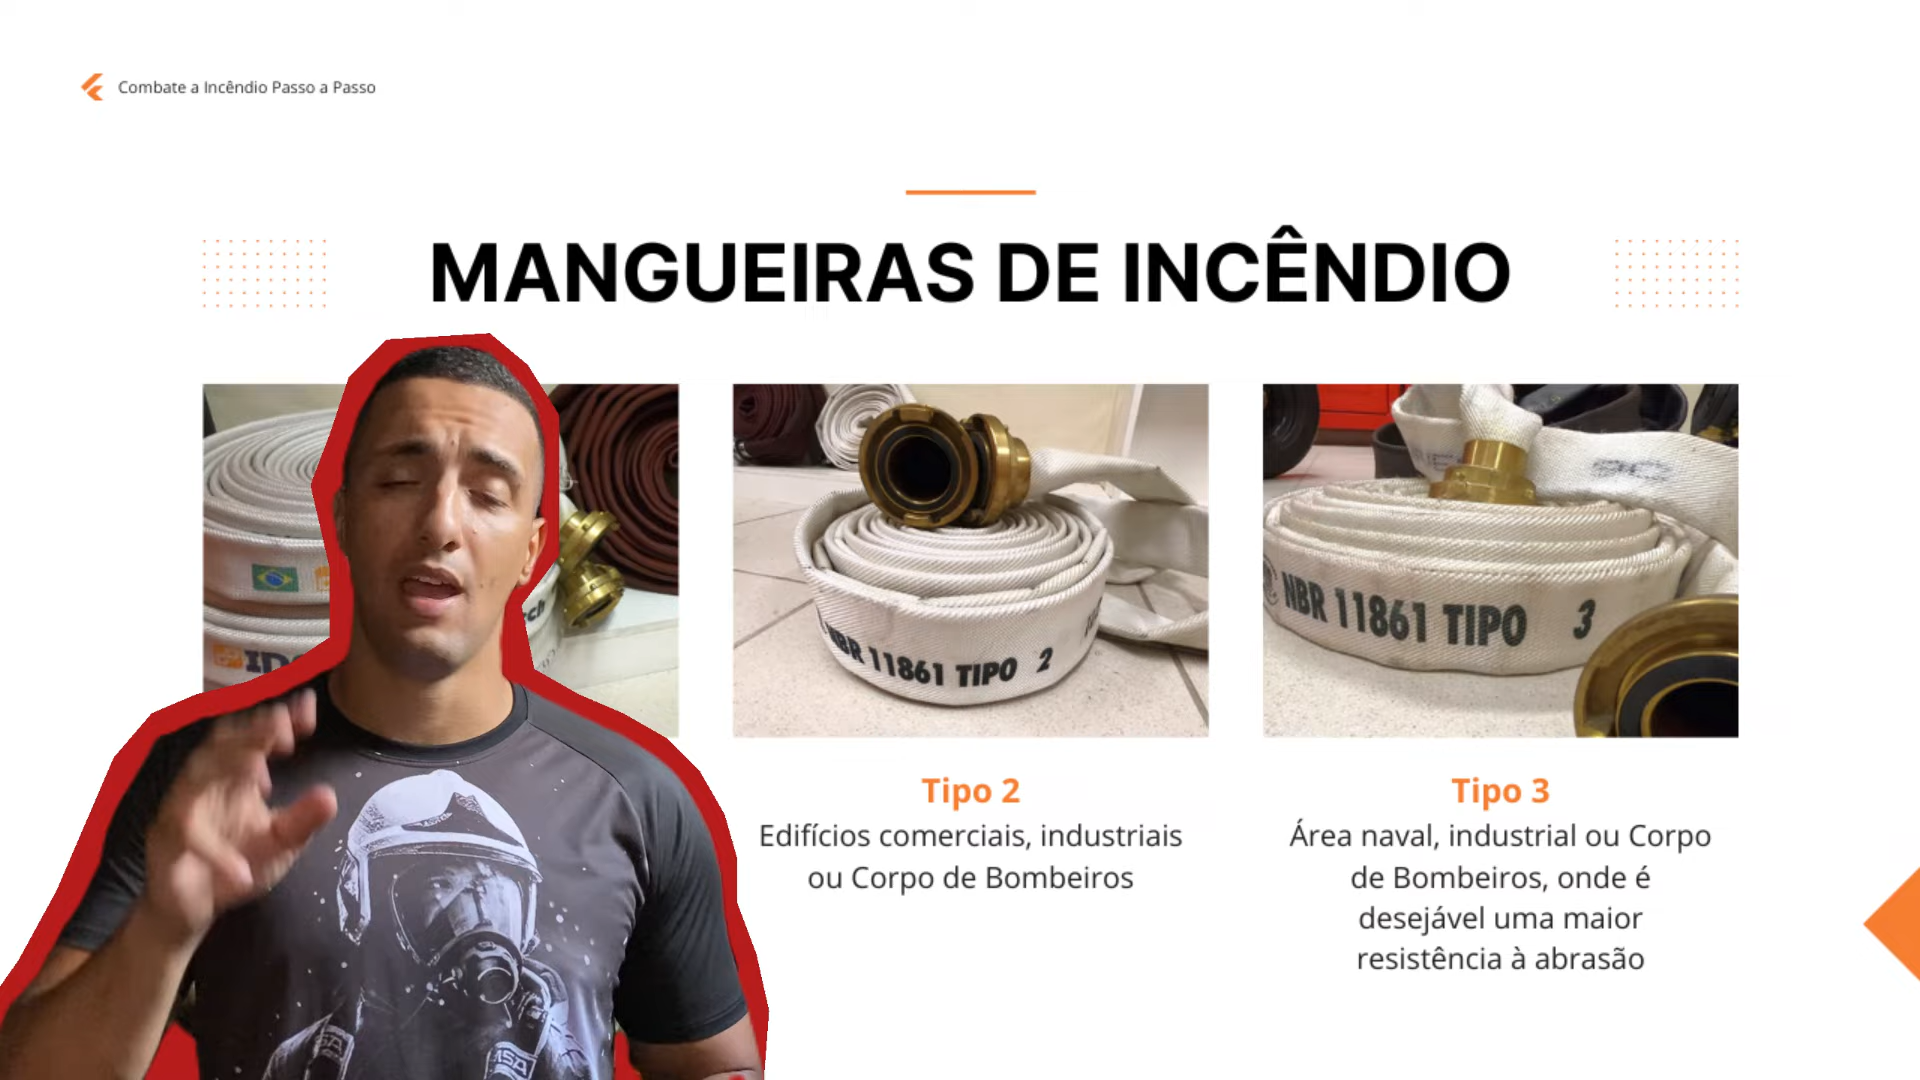 Combate a Incêndio Passo a Passo
MANGUEIRAS DE INCÊNDIO
NBR 11861 TIPO 2
NBR 11861 TIPO 3
Tipo 2
Edifícios comerciais, industriais
ou Corpo de Bombeiros
Tipo 3
Área naval, industrial ou Corpo
de Bombeiros, onde é
desejável uma maior
resistência à abrasão
MSA